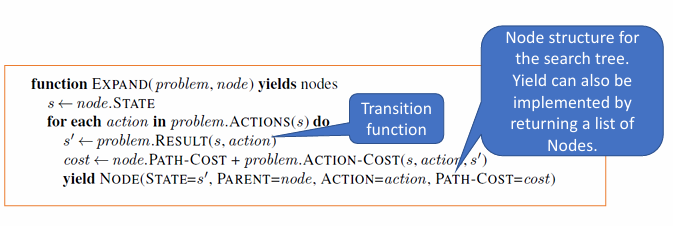 Node structure for
the search tree.
Yield can also be
implemented by
returning a list of
Nodes.
function EXPAND(problem, node) yields nodes
s ← node.STATE
for each action in problem.ACTIONS(s) do
s′ ← problem.RESULT(s, action)
cost ← node.PATH-COST + problem.ACTION-COST(s, action, s′)
yield NODE(STATE=s′, PARENT=node, ACTION=action, PATH-COST=cost)
Transition
function